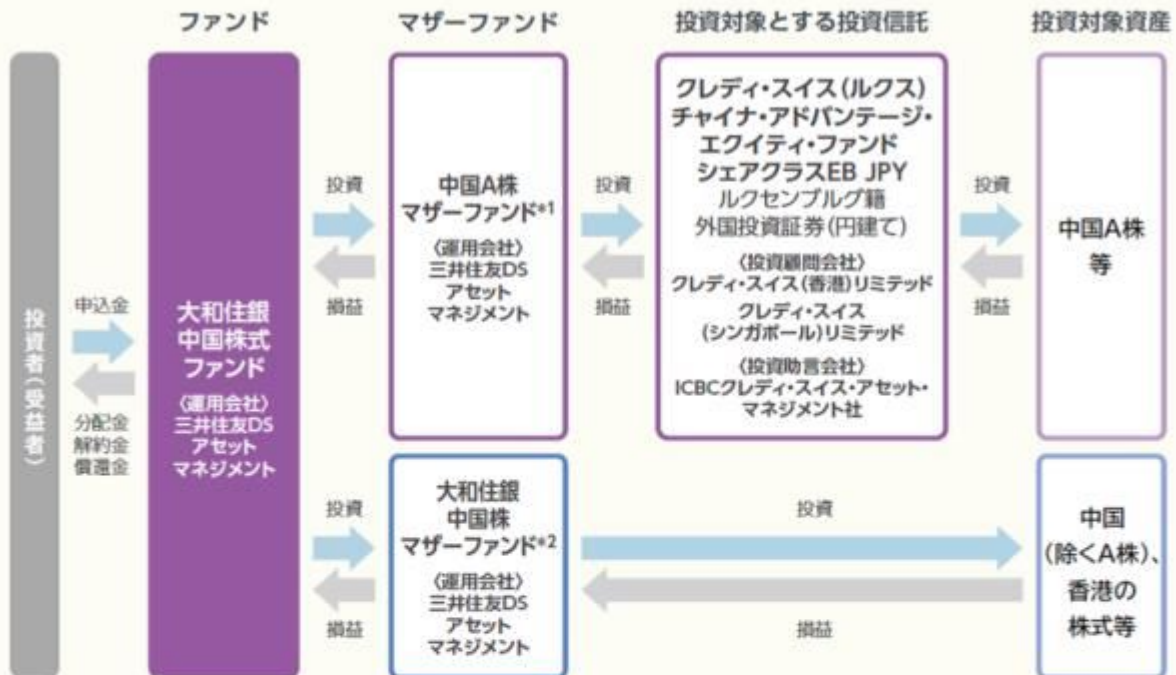 ファンド
マザーファンド
投資対象とする投資信託
投資対象資産
投資者(受益者)
申込金
分配金
解約金
償還金
大和住銀
中国株式
ファンド
〈運用会社〉
三井住友DS
アセット
マネジメント
投資
損益
中国A株
マザーファンド*1
〈運用会社〉
三井住友DS
アセット
マネジメント
投資
損益
クレディ・スイス(ルクス)
チャイナ・アドバンテージ・
エクイティ・ファンド
シェアクラスEB JPY
ルクセンブルグ籍
外国投資証券(円建て)
〈投資顧問会社〉
クレディ・スイス(香港)リミテッド
クレディ・スイス
(シンガポール)リミテッド
〈投資助言会社〉
ICBCクレディ・スイス・アセット・
マネジメント社
投資
損益
中国A株
等
投資
損益
大和住銀
中国株
マザーファンド*2
〈運用会社〉
三井住友DS
アセット
マネジメント
投資
損益
中国
(除くA株)、
香港の
株式等